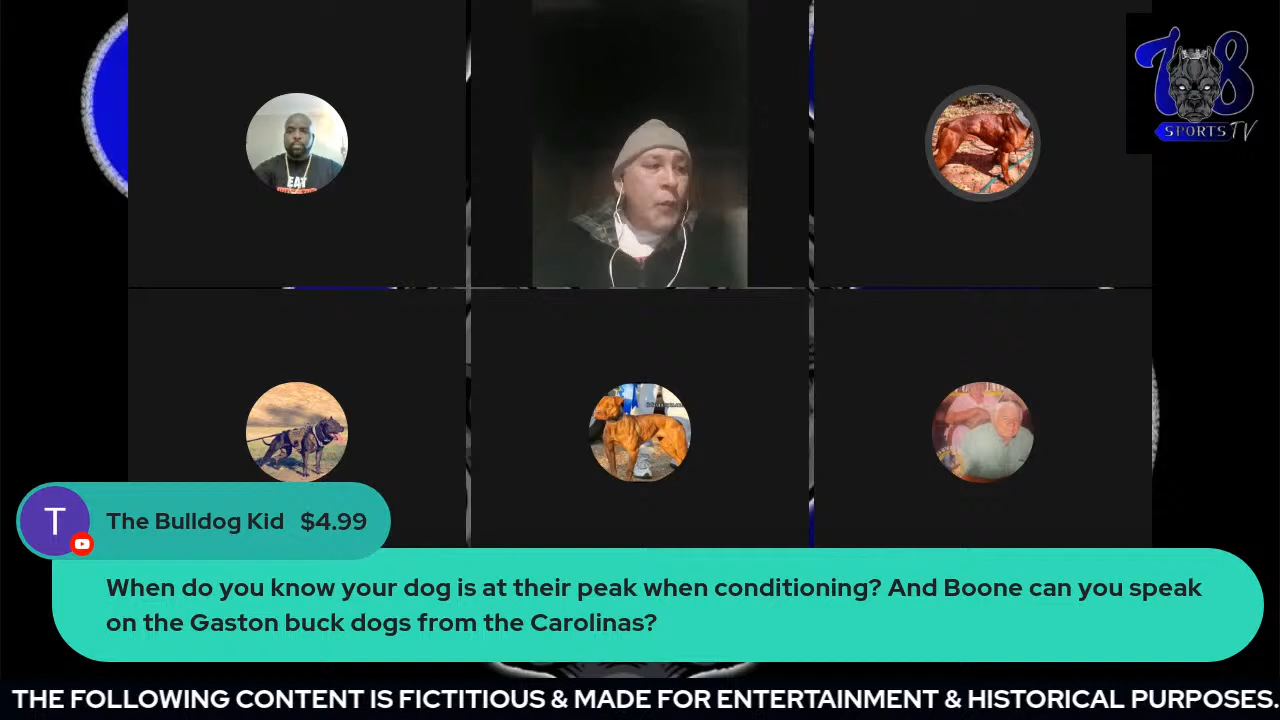 718
SPORTS TV
EAT
T
The Bulldog Kid $4.99
When do you know your dog is at their peak when conditioning? And Boone can you speak
on the Gaston buck dogs from the Carolinas?
THE FOLLOWING CONTENT IS FICTITIOUS & MADE FOR ENTERTAINMENT & HISTORICAL PURPOSES.